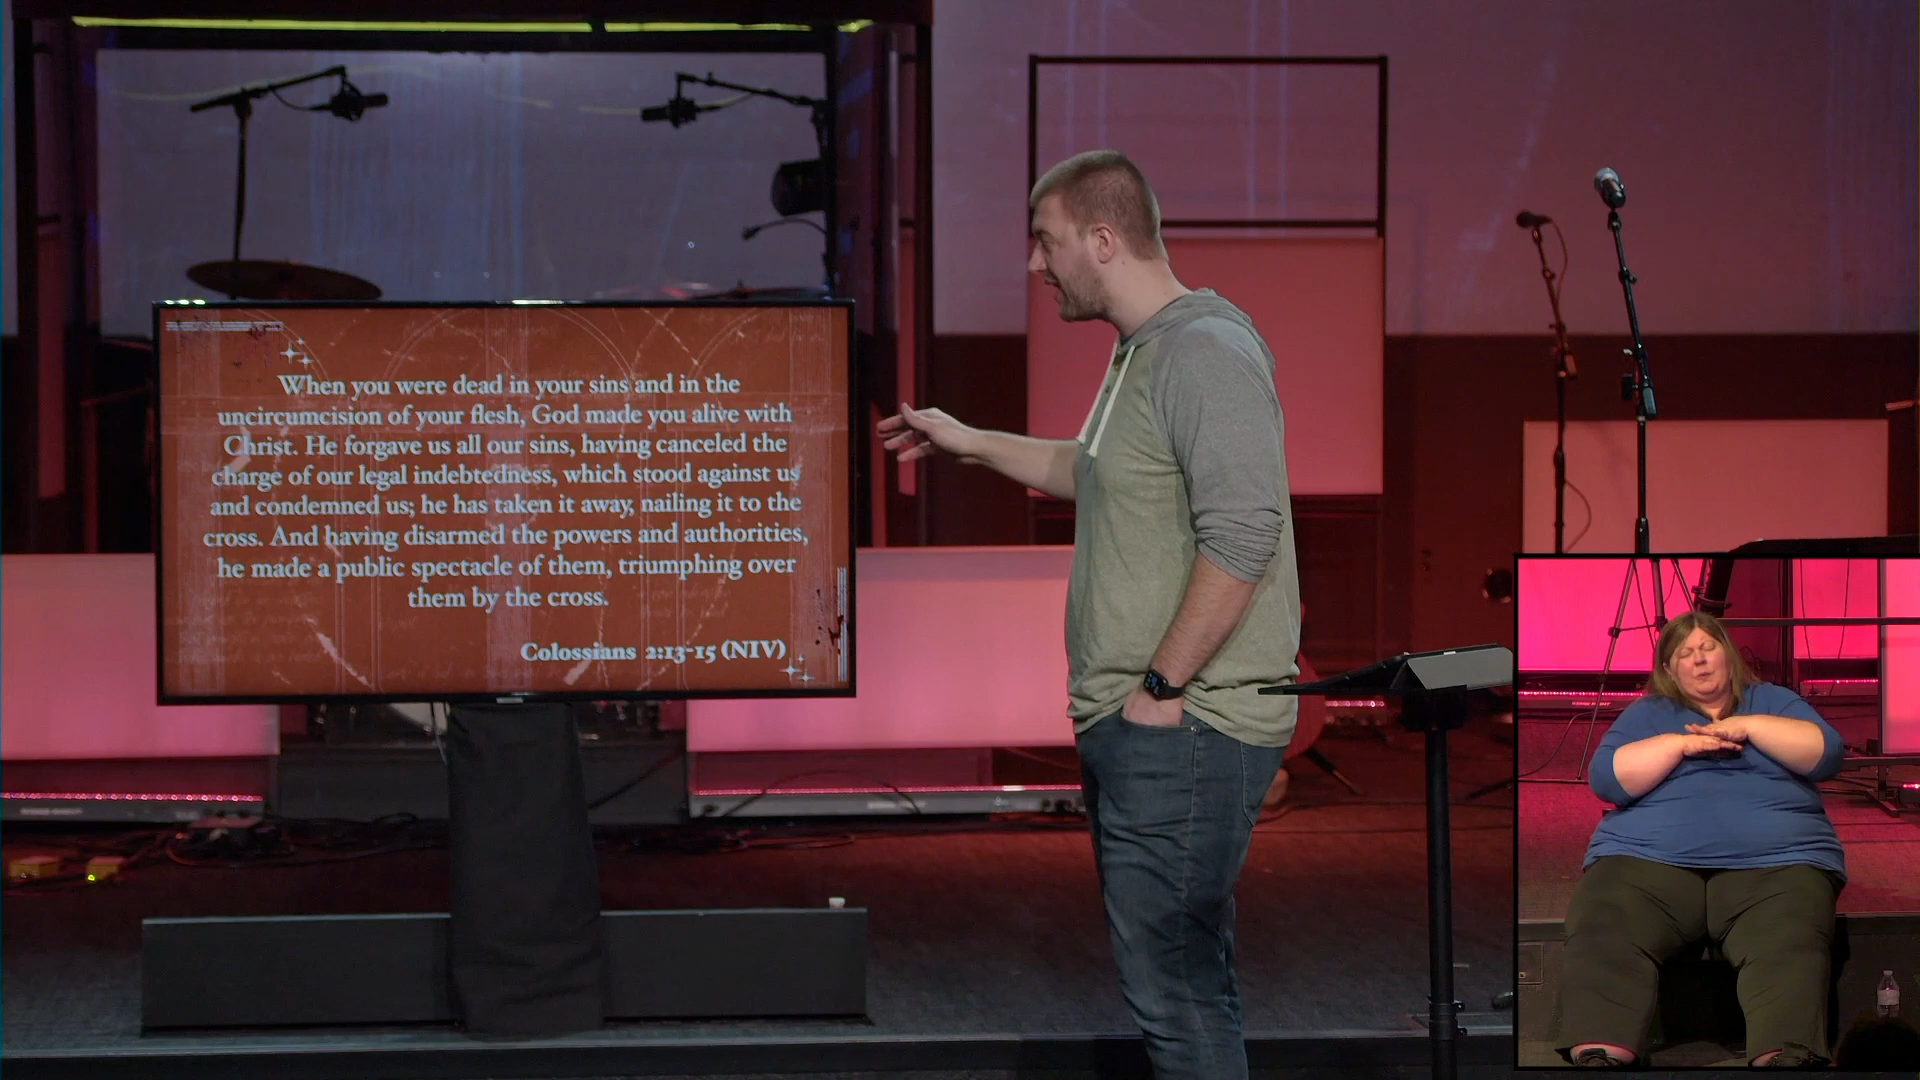 When you were dead in your sins and in the
uncircumcision of your flesh, God made you alive with
Christ. He forgave us all our sins, having canceled the
charge of our legal indebtedness, which stood against us
and condemned us; he has taken it away, nailing it to the
cross. And having disarmed the powers and authorities,
he made a public spectacle of them, triumphing over
them by the cross.
Colossians 2:13-15 (NIV)